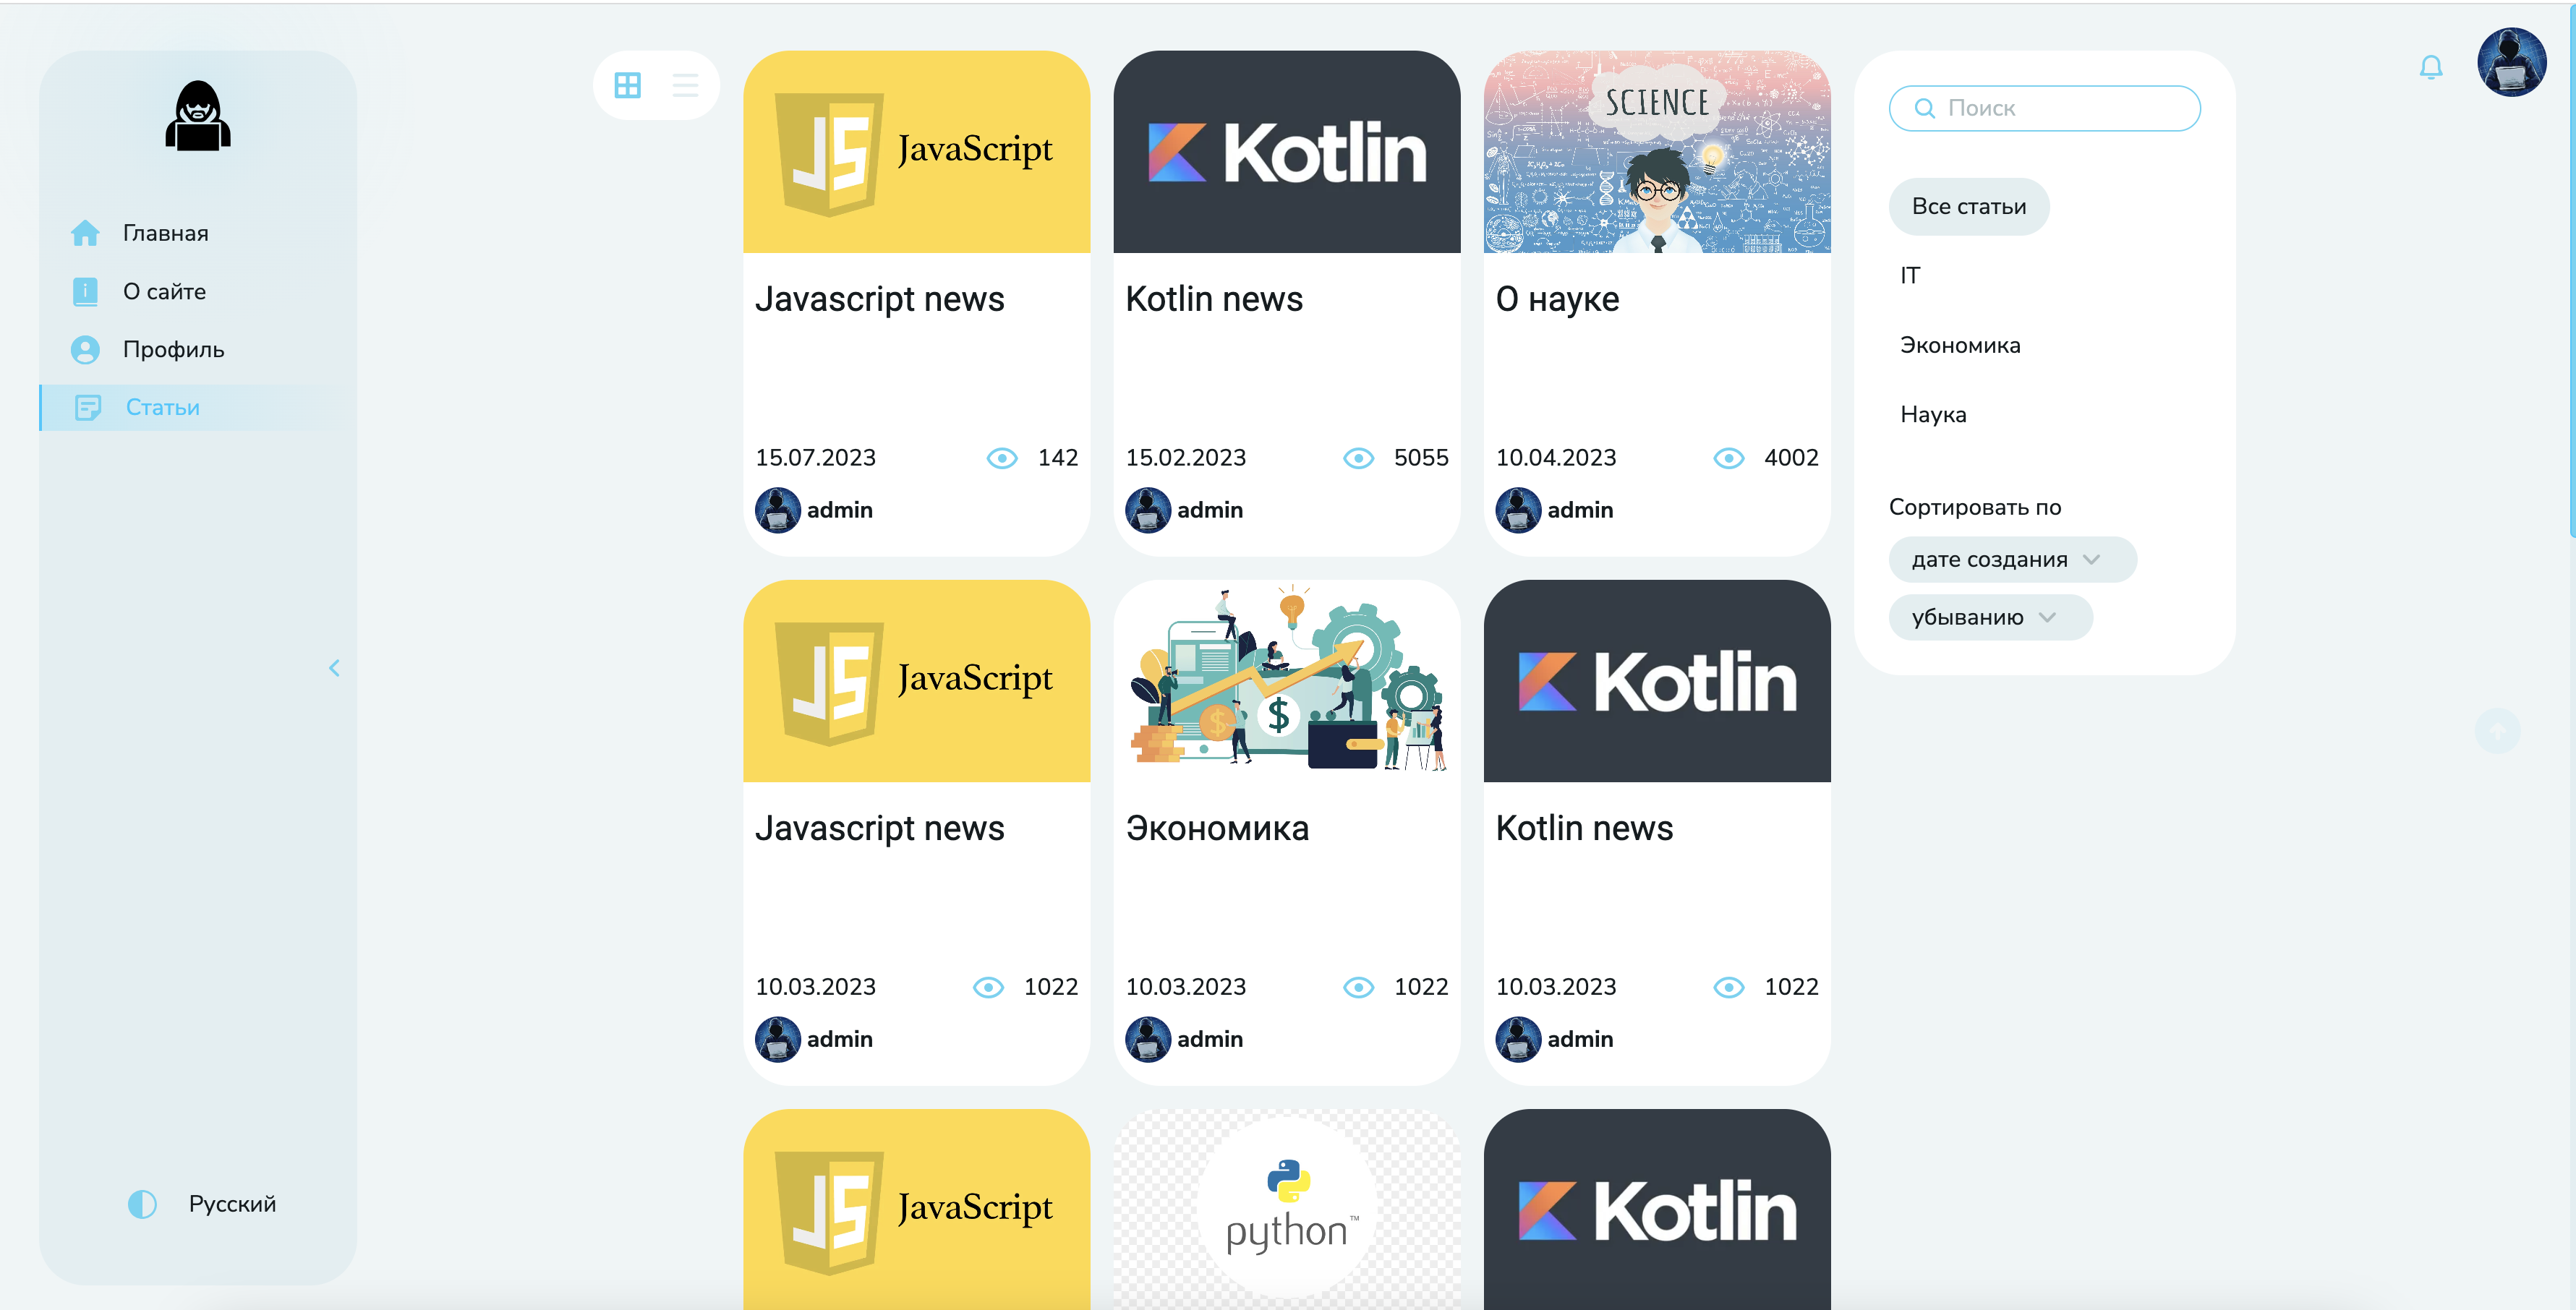 Главная
О сайте
Профиль
Статьи
Русский
JS JavaScript
Javascript news
15.07.2023 142
admin
Kotlin
Kotlin news
15.02.2023 5055
admin
SCIENCE
О науке
10.04.2023 4002
admin
JS JavaScript
Javascript news
10.03.2023 1022
admin
$ $
Экономика
10.03.2023 1022
admin
Kotlin
Kotlin news
10.03.2023 1022
admin
JS JavaScript
python™
Kotlin
Поиск
Все статьи
IT
Экономика
Наука
Сортировать по
дате создания
убыванию